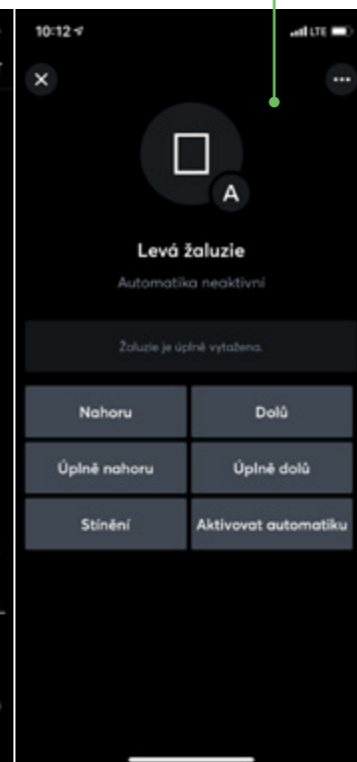 10:12
LTE
A
Levá žaluzie
Automatika neaktivní
Žaluzie je úplně vytažena.
Nahoru Dolů
Úplně nahoru Úplně dolů
Stínění Aktivovat automatiku